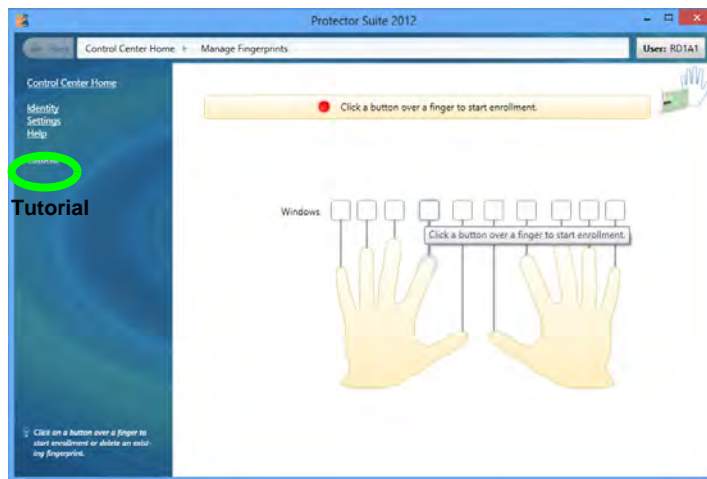 Protector Suite 2012
Control Center Home ▸ Manage Fingerprints
User: RD1A1
Control Center Home
Identity
Settings
Help
Tutorial
Tutorial
Click a button over a finger to start enrollment.
Windows
Click a button over a finger to start enrollment.
Click on a button over a finger to
start enrollment or delete an exist-
ing fingerprint.